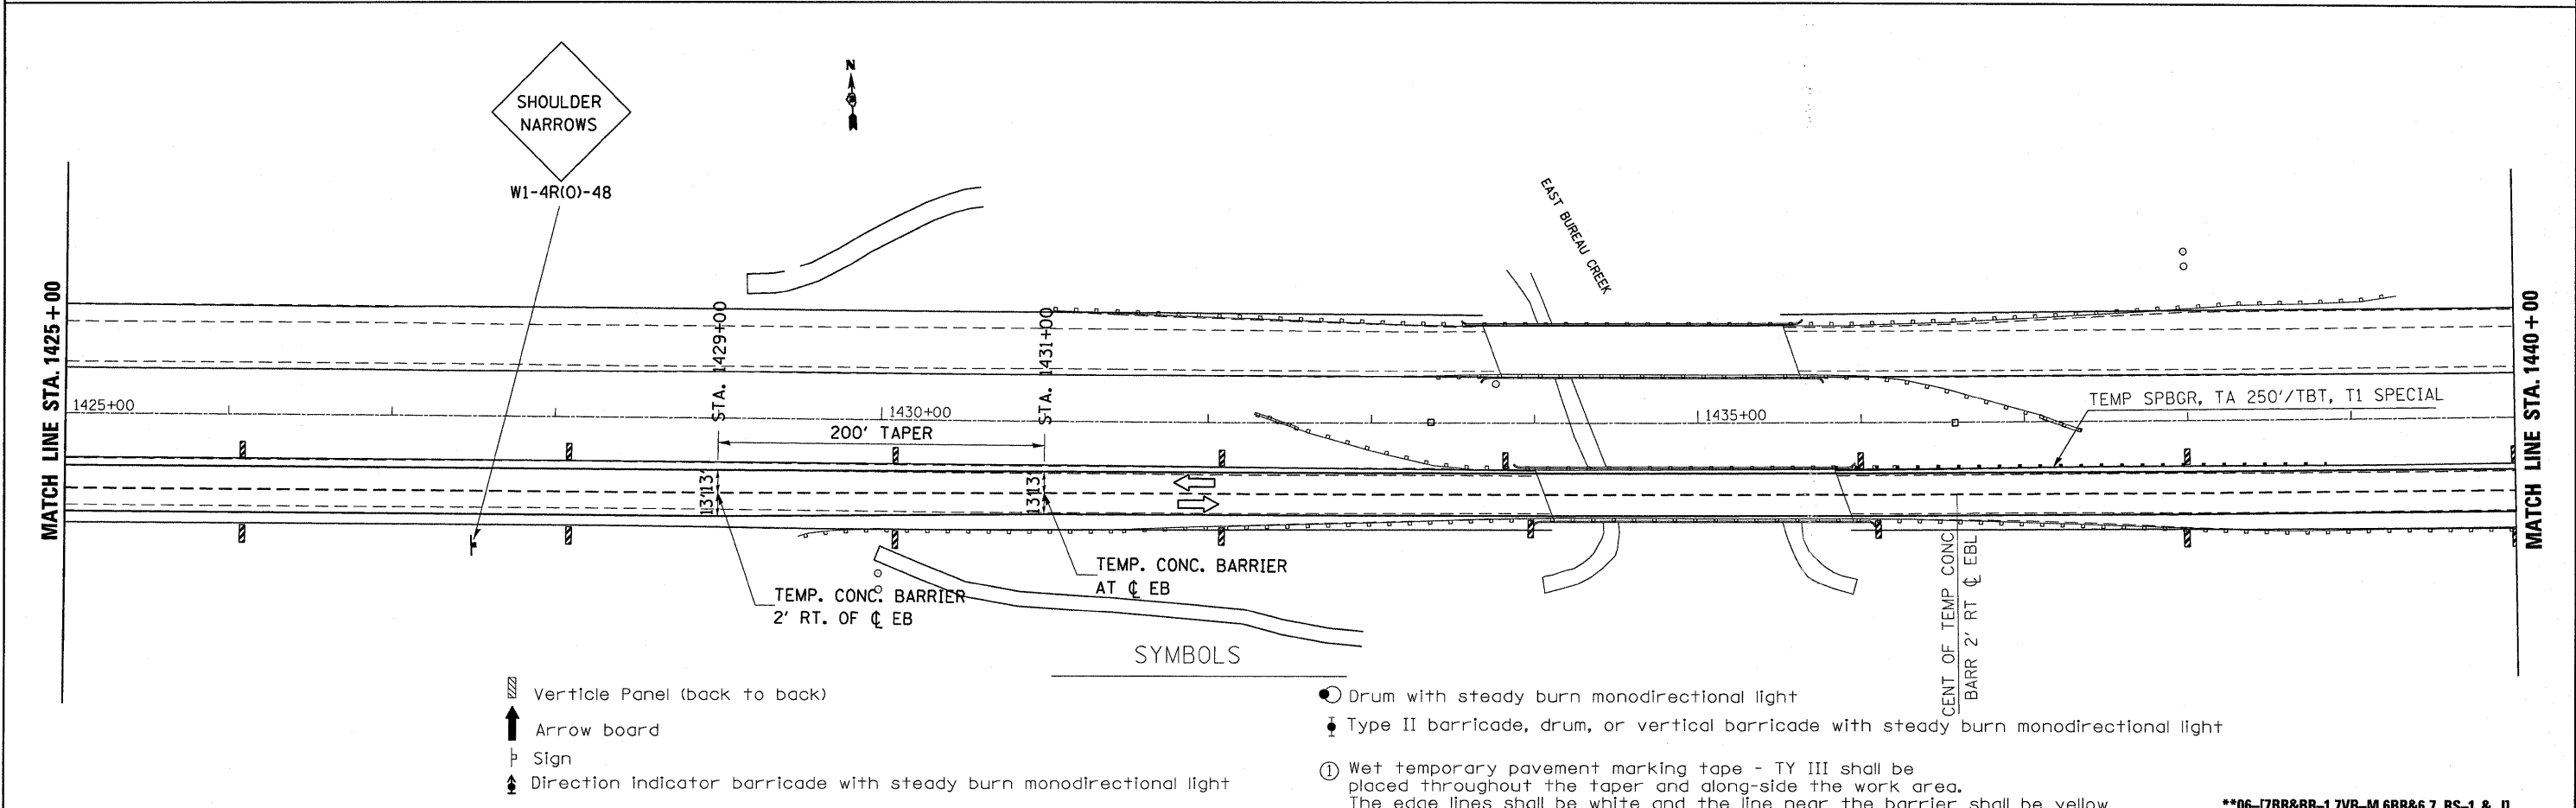 SHOULDER
NARROWS
W1-4R(O)-48
N
EAST BUREAU CREEK
MATCH LINE STA. 1425+00
1425+00
STA. 1429+00
STA. 1431+00
1430+00
200' TAPER
1435+00
TEMP SPBGR, TA 250'/TBT, T1 SPECIAL
MATCH LINE STA. 1440+00
13'
13'
13'
13'
TEMP. CONC. BARRIER
2' RT. OF ℄ EB
TEMP. CONC. BARRIER
AT ℄ EB
CENT OF TEMP CONC
BARR 2' RT ℄ EBL
SYMBOLS
Verticle Panel (back to back)
Arrow board
Sign
Direction indicator barricade with steady burn monodirectional light
Drum with steady burn monodirectional light
Type II barricade, drum, or vertical barricade with steady burn monodirectional light
① Wet temporary pavement marking tape - TY III shall be
placed throughout the taper and along-side the work area.
The edge lines shall be white and the line near the barrier shall be yellow